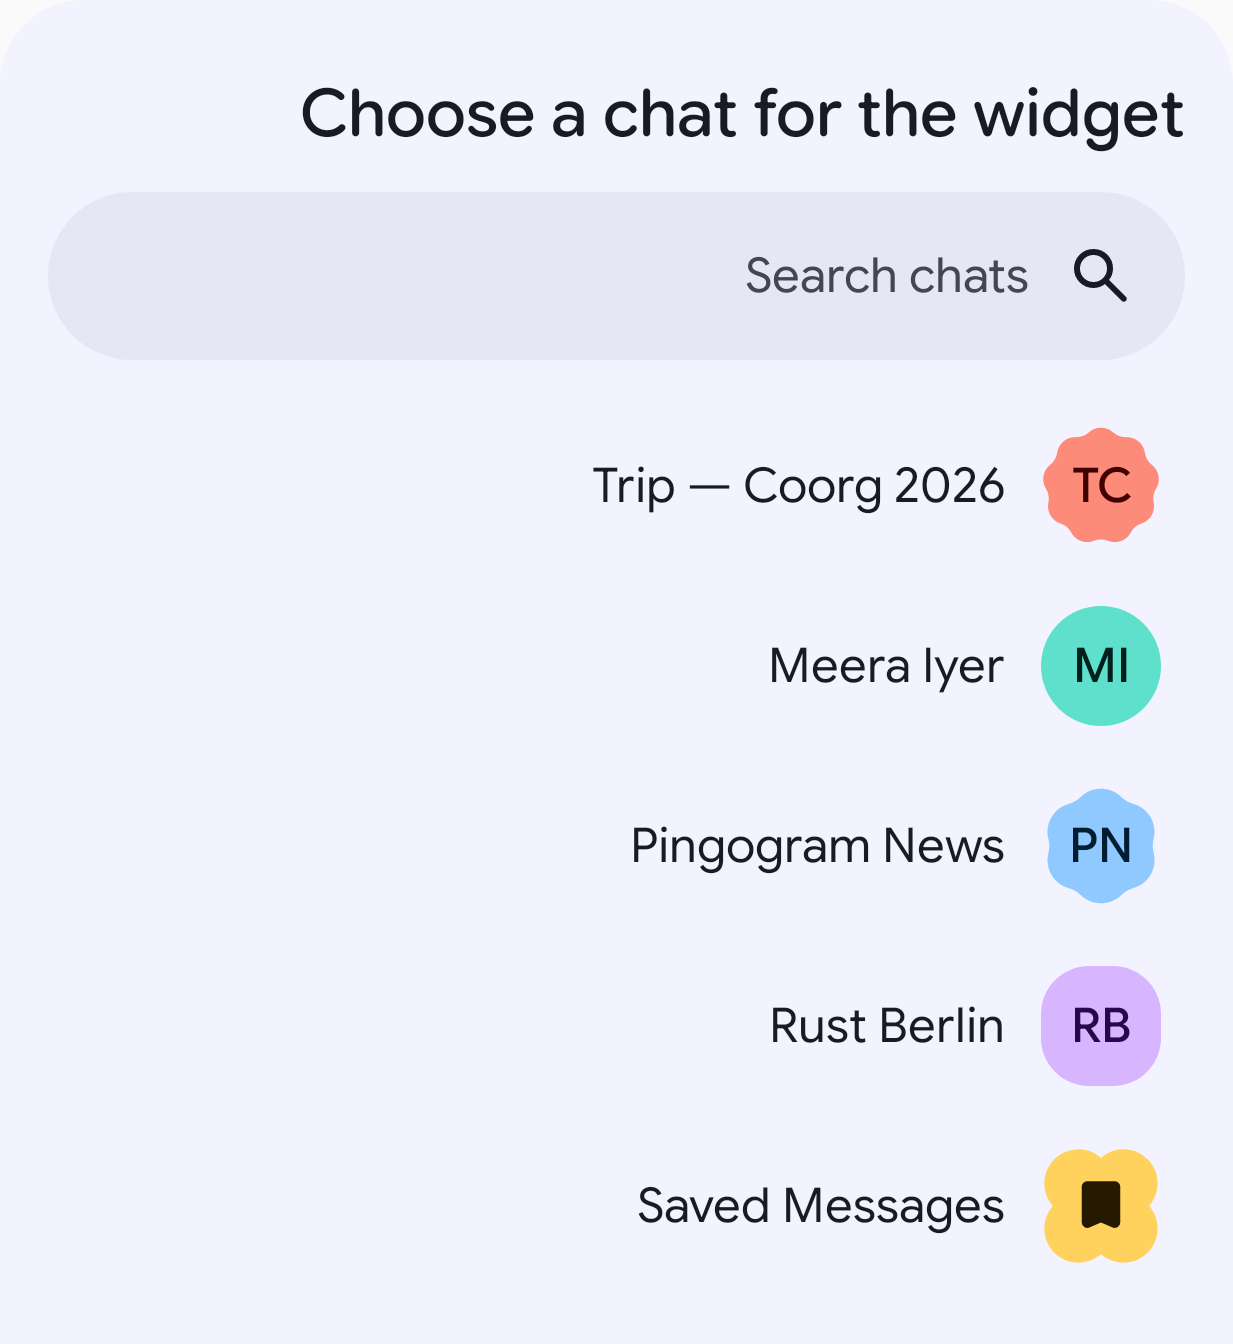 Choose a chat for the widget
Search chats
Trip — Coorg 2026
TC
Meera Iyer
MI
Pingogram News
PN
Rust Berlin
RB
Saved Messages